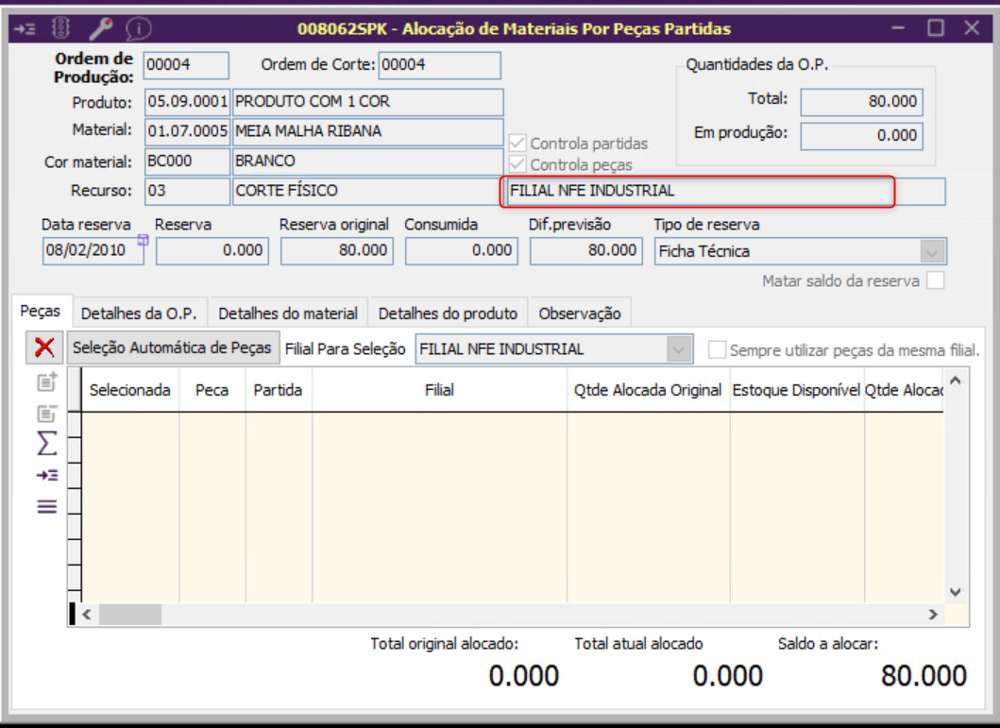 008062SPK - Alocação de Materiais Por Peças Partidas
Ordem de Produção: 00004 Ordem de Corte: 00004 Quantidades da O.P.
Produto: 05.09.0001 PRODUTO COM 1 COR Total: 80.000
Material: 01.07.0005 MEIA MALHA RIBANA Em produção: 0.000
Controla partidas
Cor material: BC000 BRANCO Controla peças
Recurso: 03 CORTE FÍSICO FILIAL NFE INDUSTRIAL
Data reserva Reserva Reserva original Consumida Dif.previsão Tipo de reserva
08/02/2010 0.000 80.000 0.000 80.000 Ficha Técnica
Matar saldo da reserva
Peças Detalhes da O.P. Detalhes do material Detalhes do produto Observação
Seleção Automática de Peças Filial Para Seleção FILIAL NFE INDUSTRIAL Sempre utilizar peças da mesma filial.
Selecionada Peca Partida Filial Qtde Alocada Original Estoque Disponível Qtde Alocad
Total original alocado: Total atual alocado Saldo a alocar:
0.000 0.000 80.000